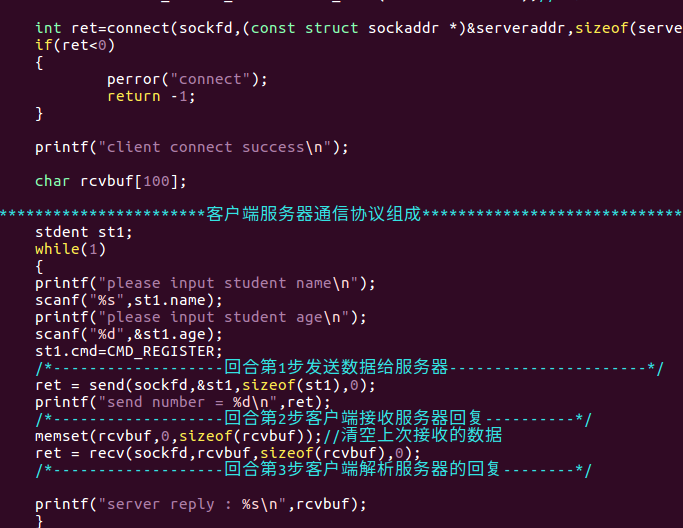 int ret=connect(sockfd,(const struct sockaddr *)&serveraddr,sizeof(serve
if(ret<0)
{
perror("connect");
return -1;
}
printf("client connect success\n");
char rcvbuf[100];
***********************客户端服务器通信协议组成*****************************
stdent st1;
while(1)
{
printf("please input student name\n");
scanf("%s",st1.name);
printf("please input student age\n");
scanf("%d",&st1.age);
st1.cmd=CMD_REGISTER;
/*-------------------回合第1步发送数据给服务器----------------------*/
ret = send(sockfd,&st1,sizeof(st1),0);
printf("send number = %d\n",ret);
/*-------------------回合第2步客户端接收服务器回复----------*/
memset(rcvbuf,0,sizeof(rcvbuf));//清空上次接收的数据
ret = recv(sockfd,rcvbuf,sizeof(rcvbuf),0);
/*-------------------回合第3步客户端解析服务器的回复--------*/
printf("server reply : %s\n",rcvbuf);
}